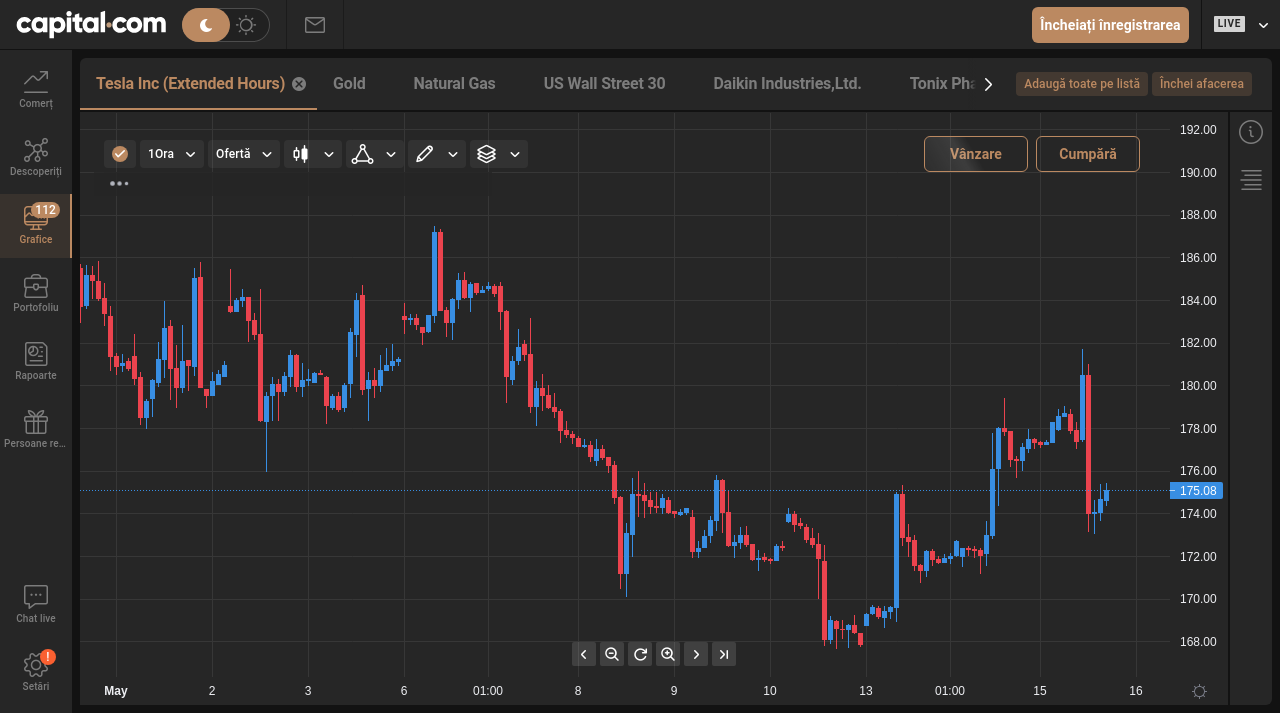 capital.com
Încheiați înregistrarea
LIVE
Comerț
Descoperiți
112
Grafice
Portofoliu
Rapoarte
Persoane re...
Chat live
!
Setări
Tesla Inc (Extended Hours) Gold Natural Gas US Wall Street 30 Daikin Industries,Ltd. Tonix Pha
Adaugă toate pe listă Închei afacerea
1Ora Ofertă
Vânzare Cumpără
192.00
190.00
188.00
186.00
184.00
182.00
180.00
178.00
176.00
175.08
174.00
172.00
170.00
168.00
May 2 3 6 01:00 8 9 10 13 01:00 15 16